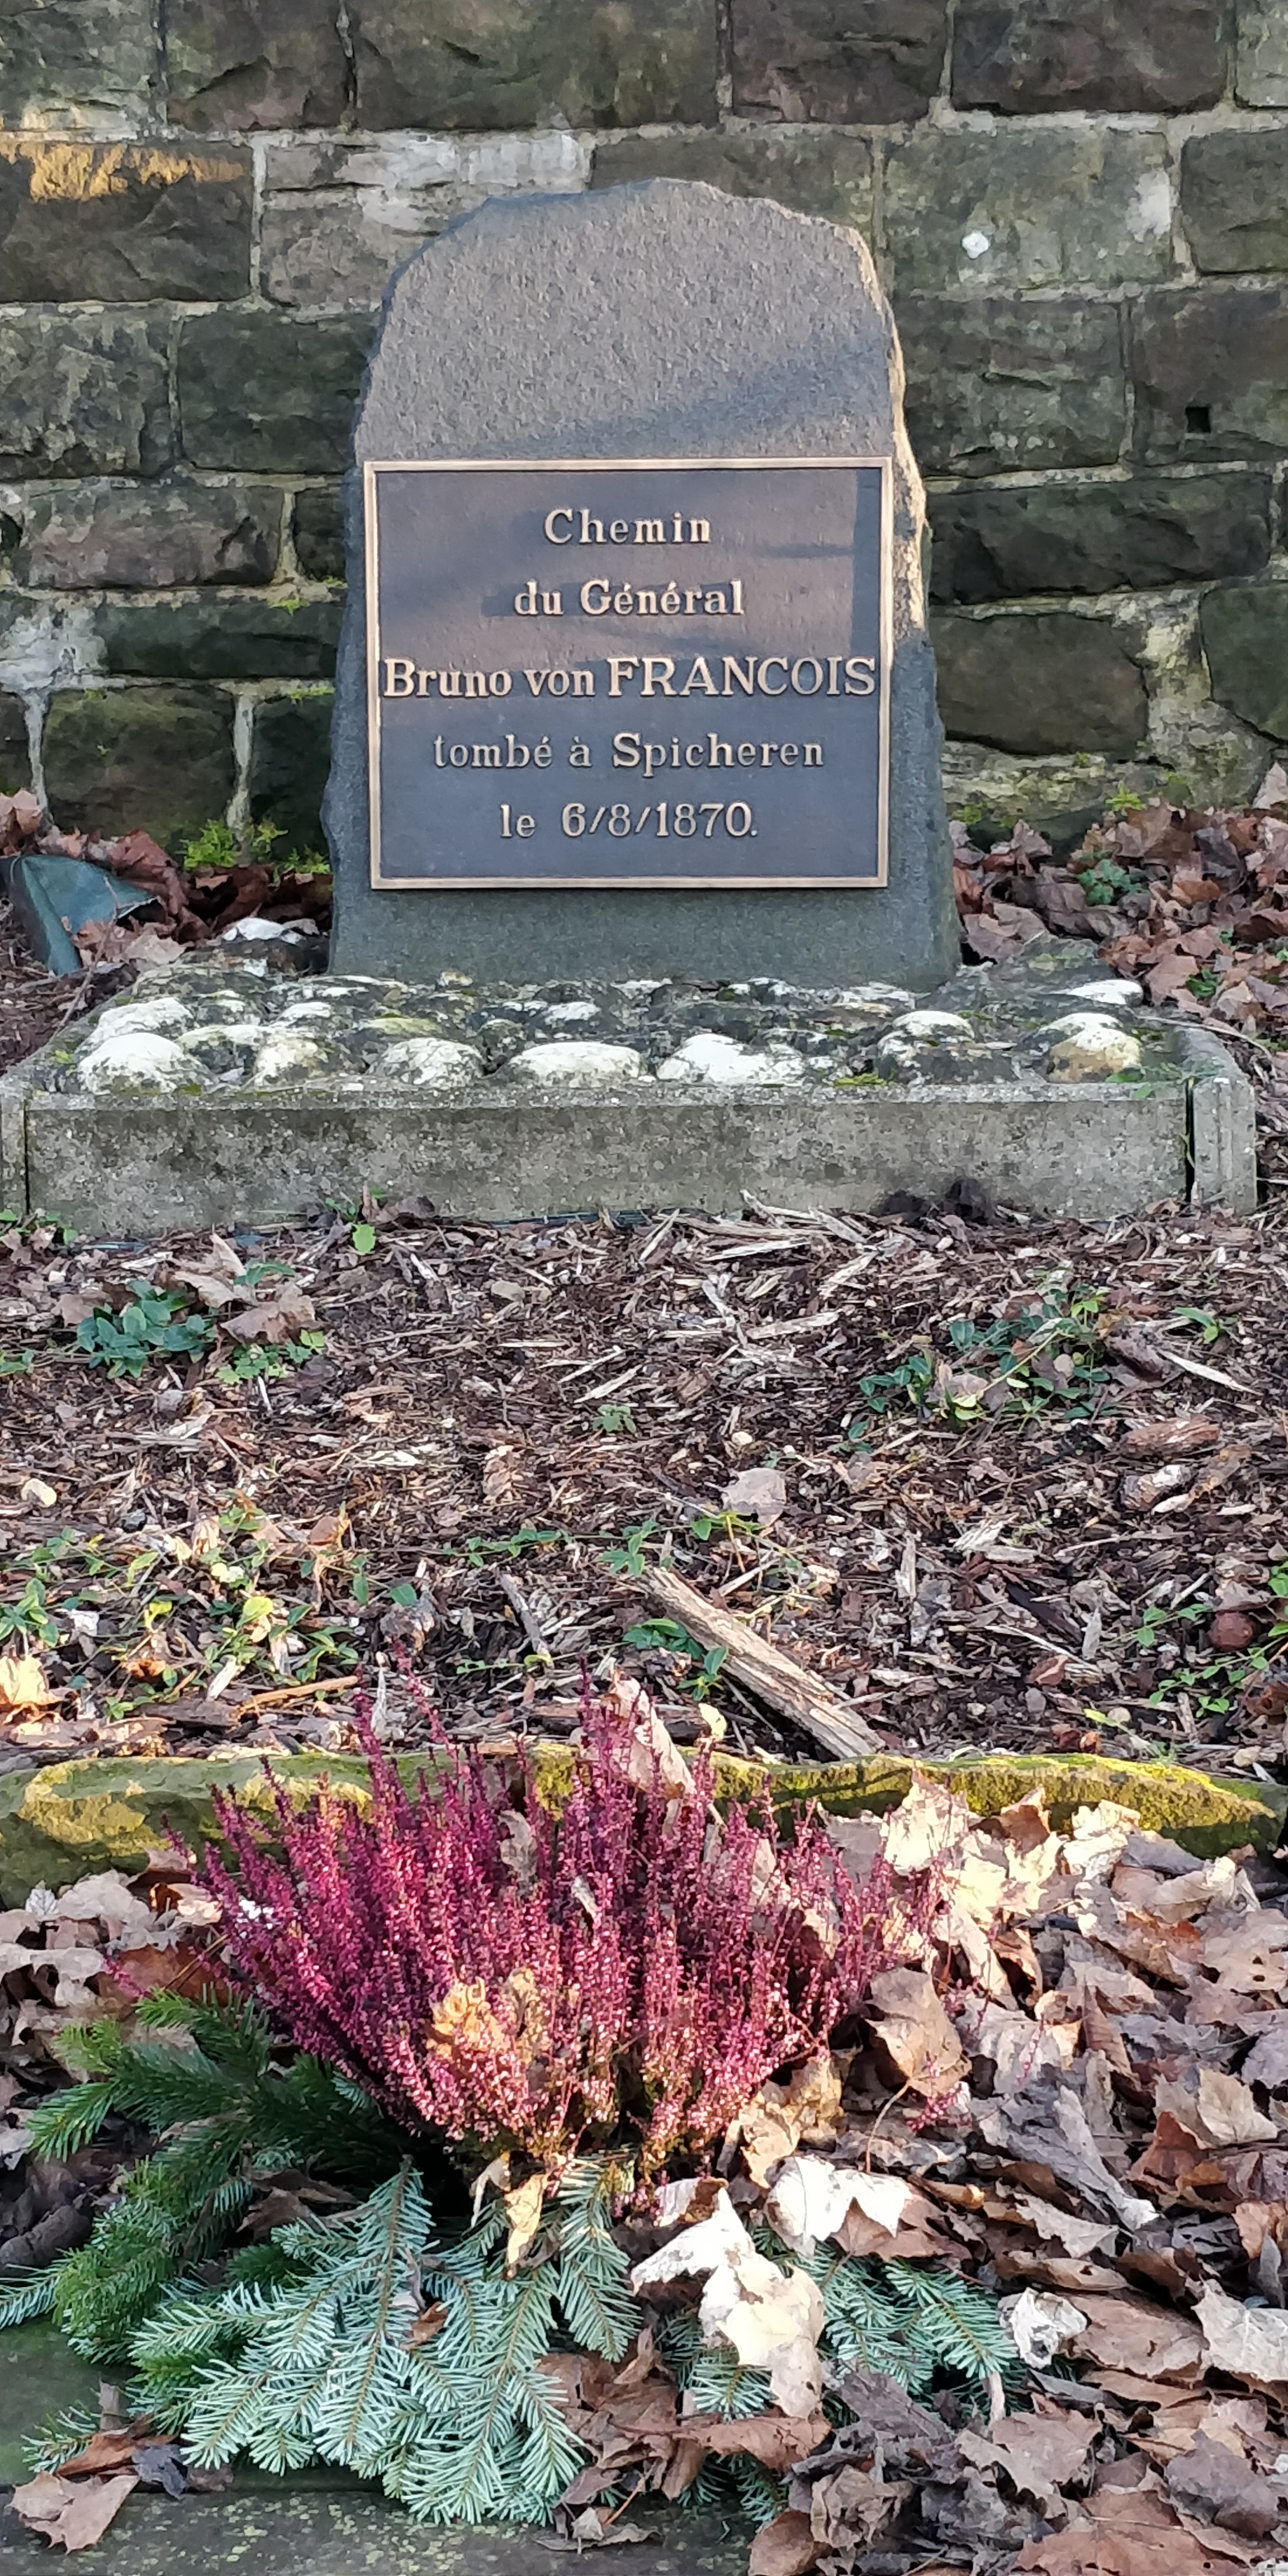 Chemin
du Général
Bruno von FRANCOIS
tombé à Spicheren
le 6/8/1870.